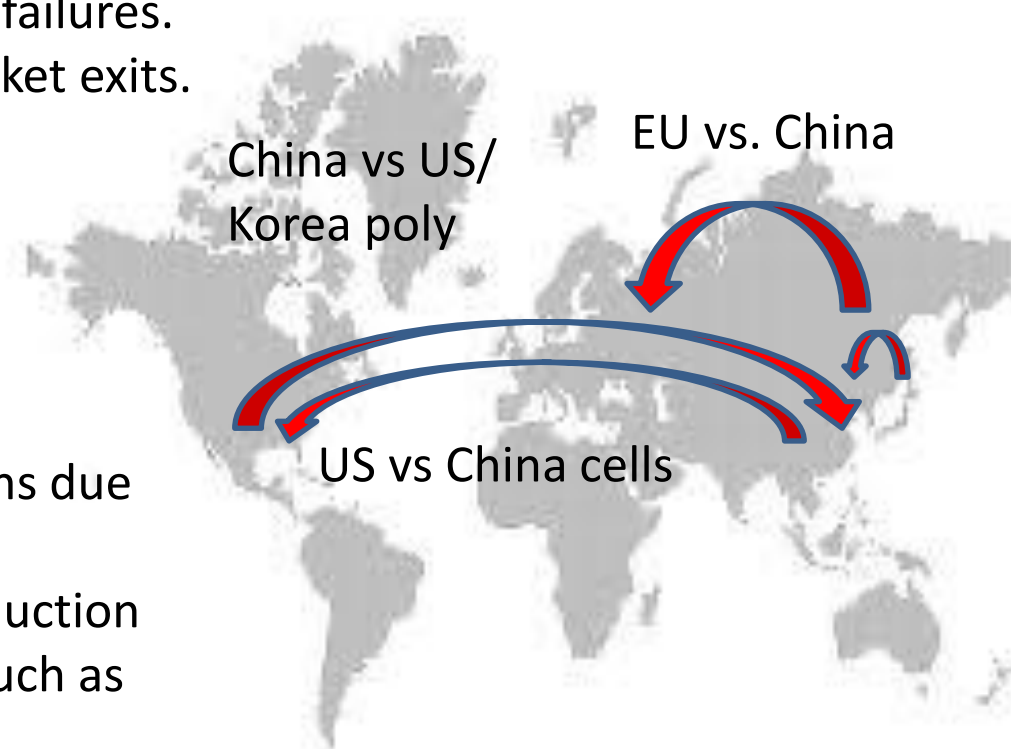 failures.
ket exits.
EU vs. China
China vs US/
Korea poly
US vs China cells
ns due
uction
uch as